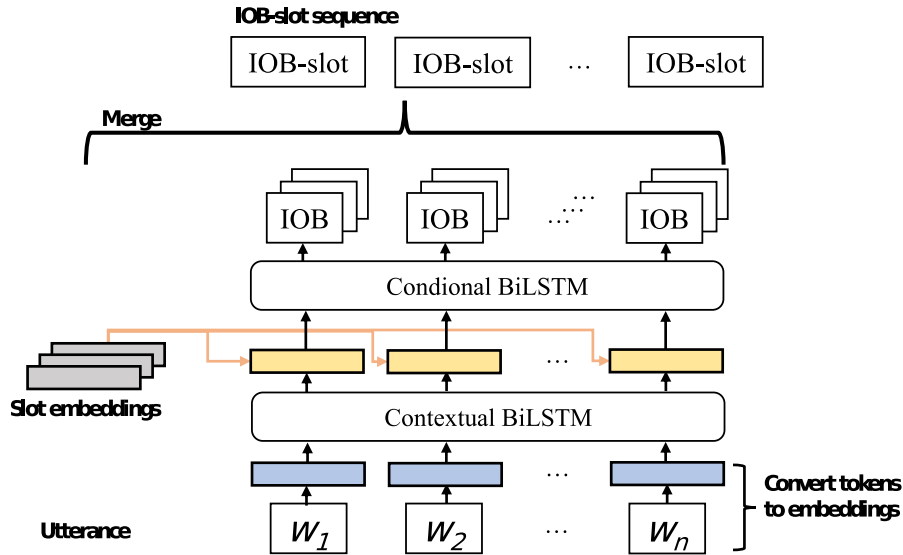 IOB-slot sequence
IOB-slot IOB-slot ... IOB-slot
Merge
IOB IOB ... ... ... IOB
Condional BiLSTM
...
Slot embeddings
Contextual BiLSTM
...
Convert tokens
to embeddings
Utterance
W1 W2 ... Wn